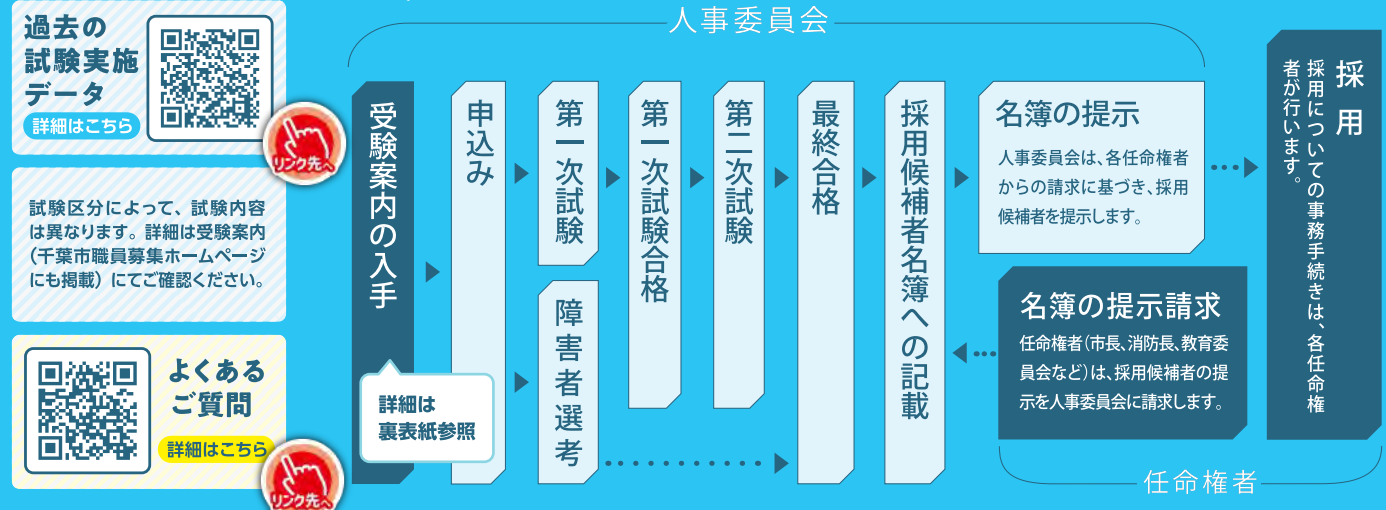 過去の
試験実施
データ
詳細はこちら
リンク先へ
試験区分によって、試験内容
は異なります。詳細は受験案内
(千葉市職員募集ホームページ
にも掲載)にてご確認ください。
よくある
ご質問
詳細はこちら
リンク先へ
人事委員会
受験案内の入手
詳細は
裏表紙参照
申込み
第一次試験
障害者選考
第一次試験合格
第二次試験
最終合格
採用候補者名簿への記載
名簿の提示
人事委員会は、各任命権者
からの請求に基づき、採用
候補者を提示します。
名簿の提示請求
任命権者(市長、消防長、教育委
員会など)は、採用候補者の提
示を人事委員会に請求します。
採用
採用についての事務手続きは、各任命権
者が行います。
任命権者